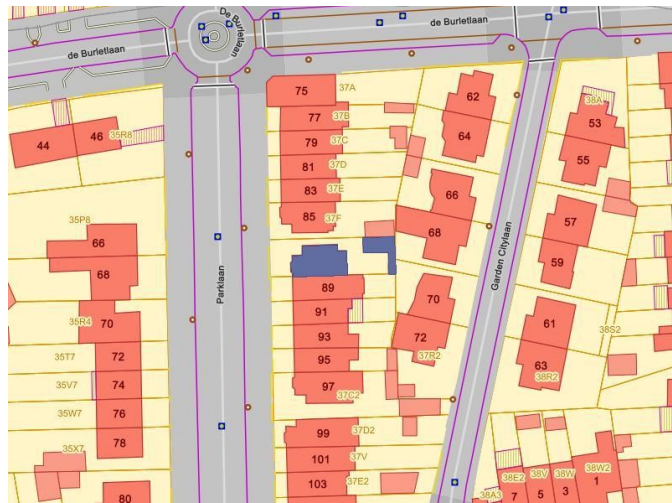 de Burletlaan
De Burletlaan
de Burletlaan
75
37A
77
37B
79
37C
81
37D
83
37E
85
37F
89
91
93
95
97
37C2
99
37D2
101
37V
103
37E2
44
46
35R8
35P8
66
68
35R4
70
35T7
72
35V7
74
35W7
76
78
35X7
80
Parklaan
62
64
66
68
70
72
37R2
Garden Citylaan
38A
53
55
57
59
61
63
38R2
38S2
38A3
38E2
7
38V
5
38W
3
38W2
1